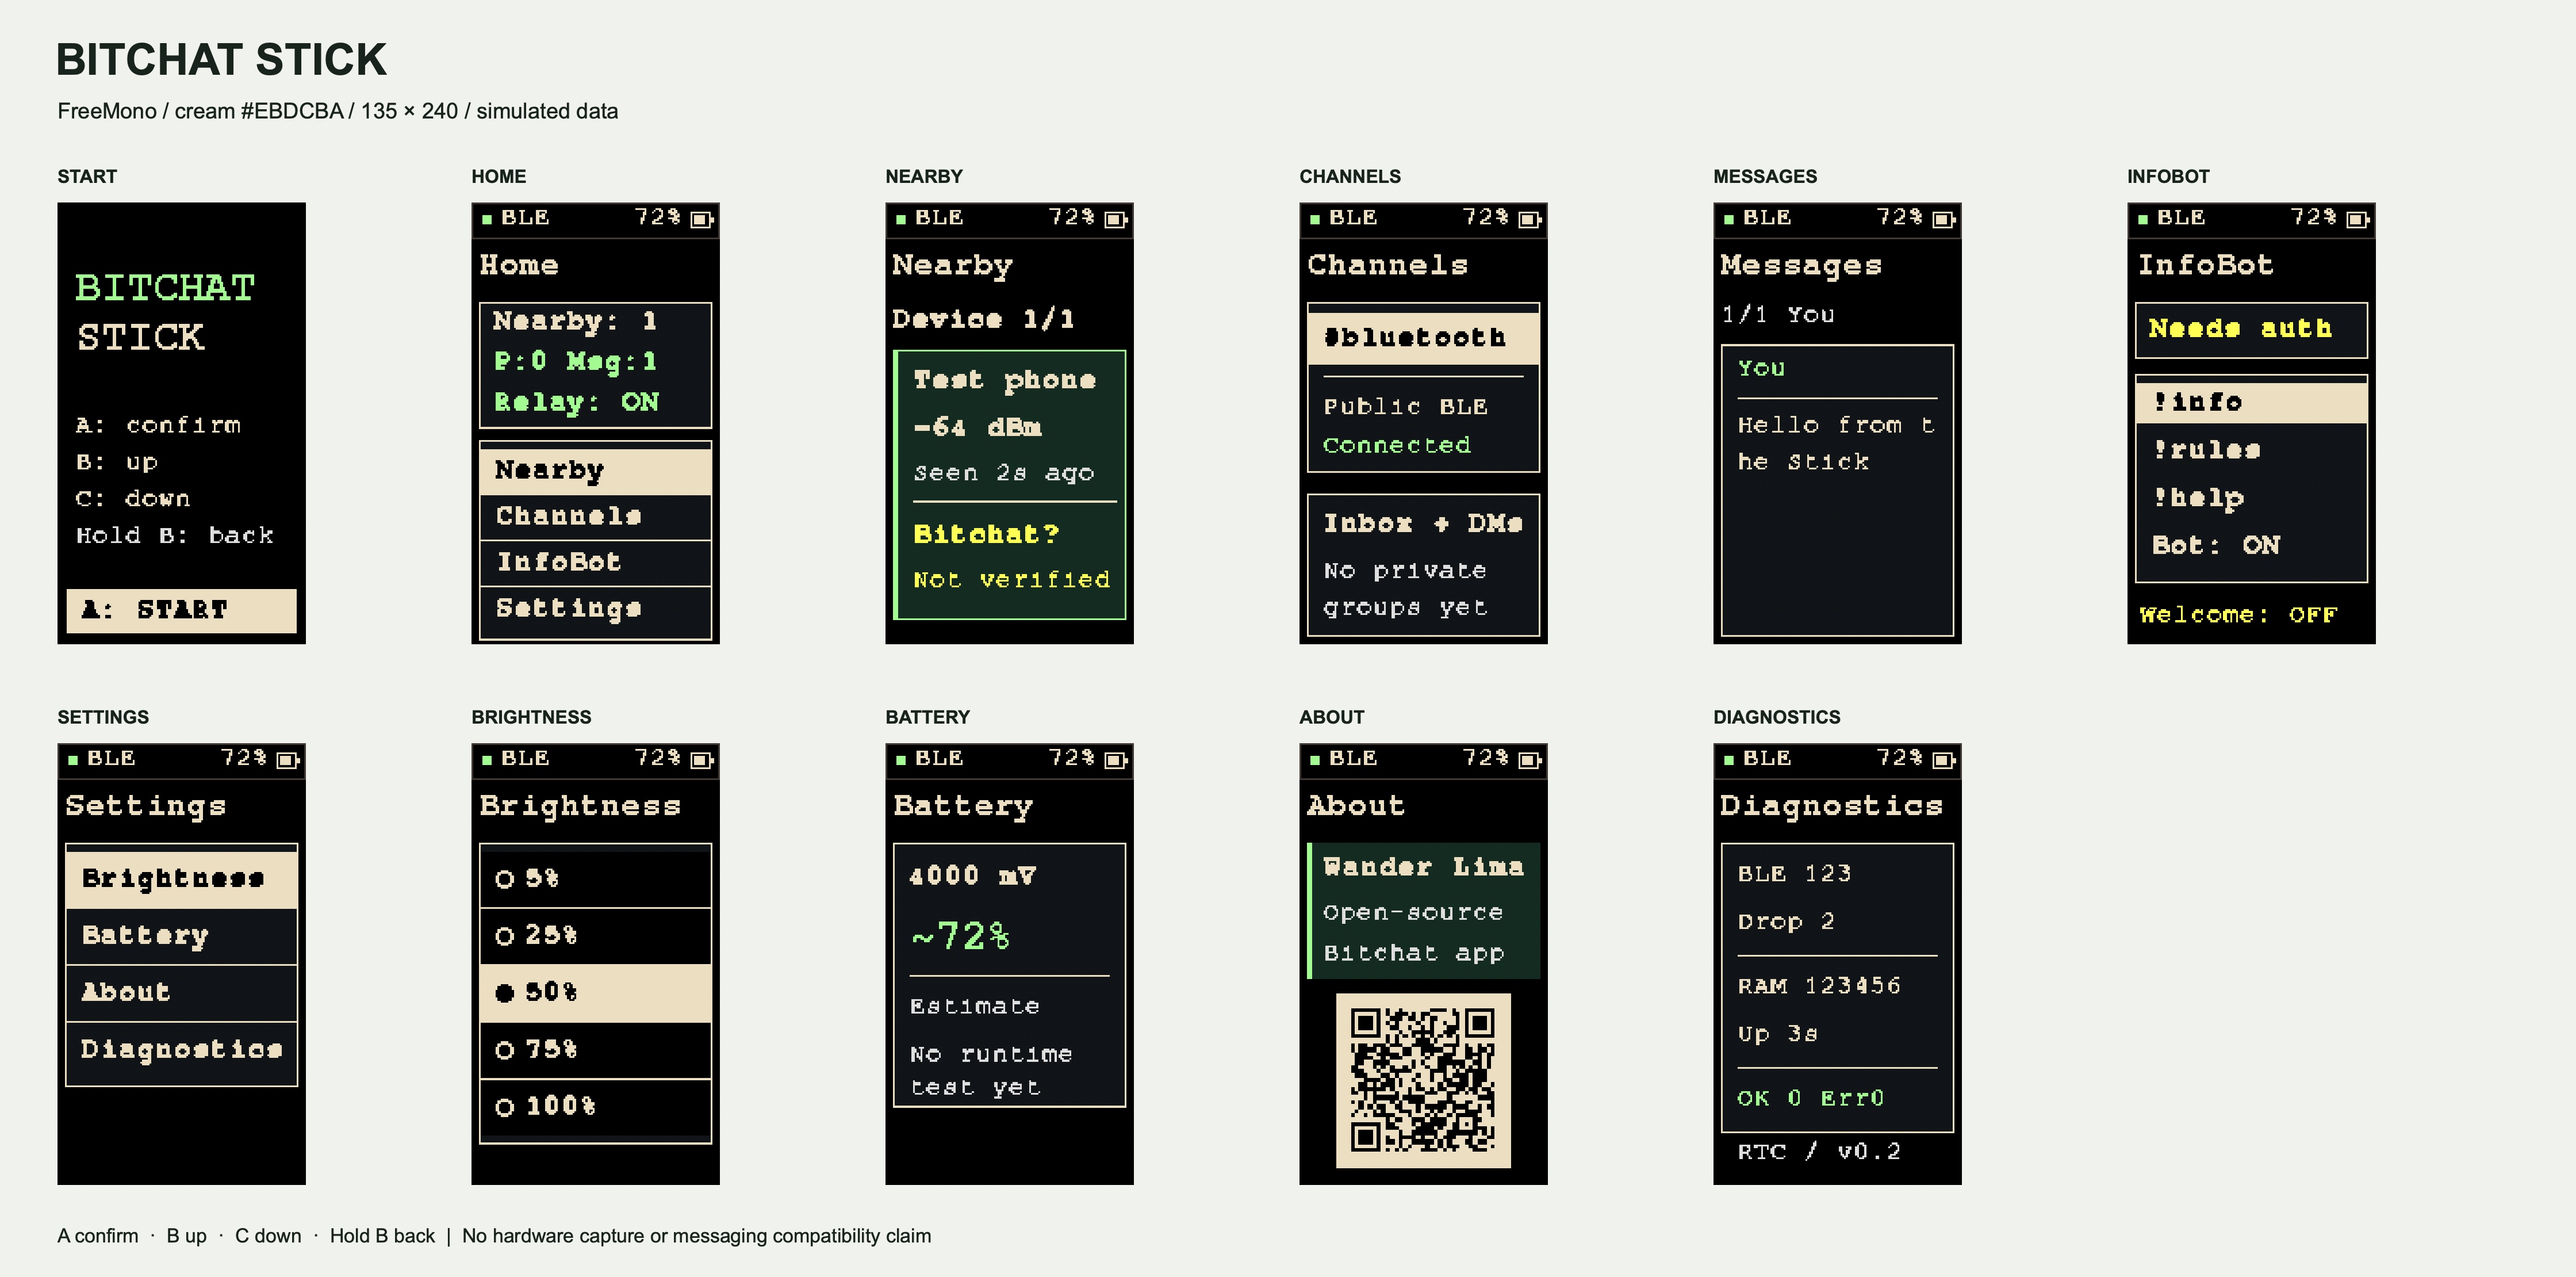 BITCHAT STICK
FreeMono / cream #EBDCBA / 135 × 240 / simulated data
START
BITCHAT
STICK
A: confirm
B: up
C: down
Hold B: back
A: START
HOME
BLE 72%
Home
Nearby: 1
P:0 Msg:1
Relay: ON
Nearby
Channels
InfoBot
Settings
NEARBY
BLE 72%
Nearby
Device 1/1
Test phone
-64 dBm
Seen 2s ago
Bitchat?
Not verified
CHANNELS
BLE 72%
Channels
#bluetooth
Public BLE
Connected
Inbox + DMs
No private
groups yet
MESSAGES
BLE 72%
Messages
1/1 You
You
Hello from t
he Stick
INFOBOT
BLE 72%
InfoBot
Needs auth
!info
!rules
!help
Bot: ON
Welcome: OFF
SETTINGS
BLE 72%
Settings
Brightness
Battery
About
Diagnostics
BRIGHTNESS
BLE 72%
Brightness
5%
25%
50%
75%
100%
BATTERY
BLE 72%
Battery
4000 mV
~72%
Estimate
No runtime
test yet
ABOUT
BLE 72%
About
Wander Lima
Open-source
Bitchat app
DIAGNOSTICS
BLE 72%
Diagnostics
BLE 123
Drop 2
RAM 123456
Up 3s
OK 0 Err0
RTC / v0.2
A confirm · B up · C down · Hold B back | No hardware capture or messaging compatibility claim